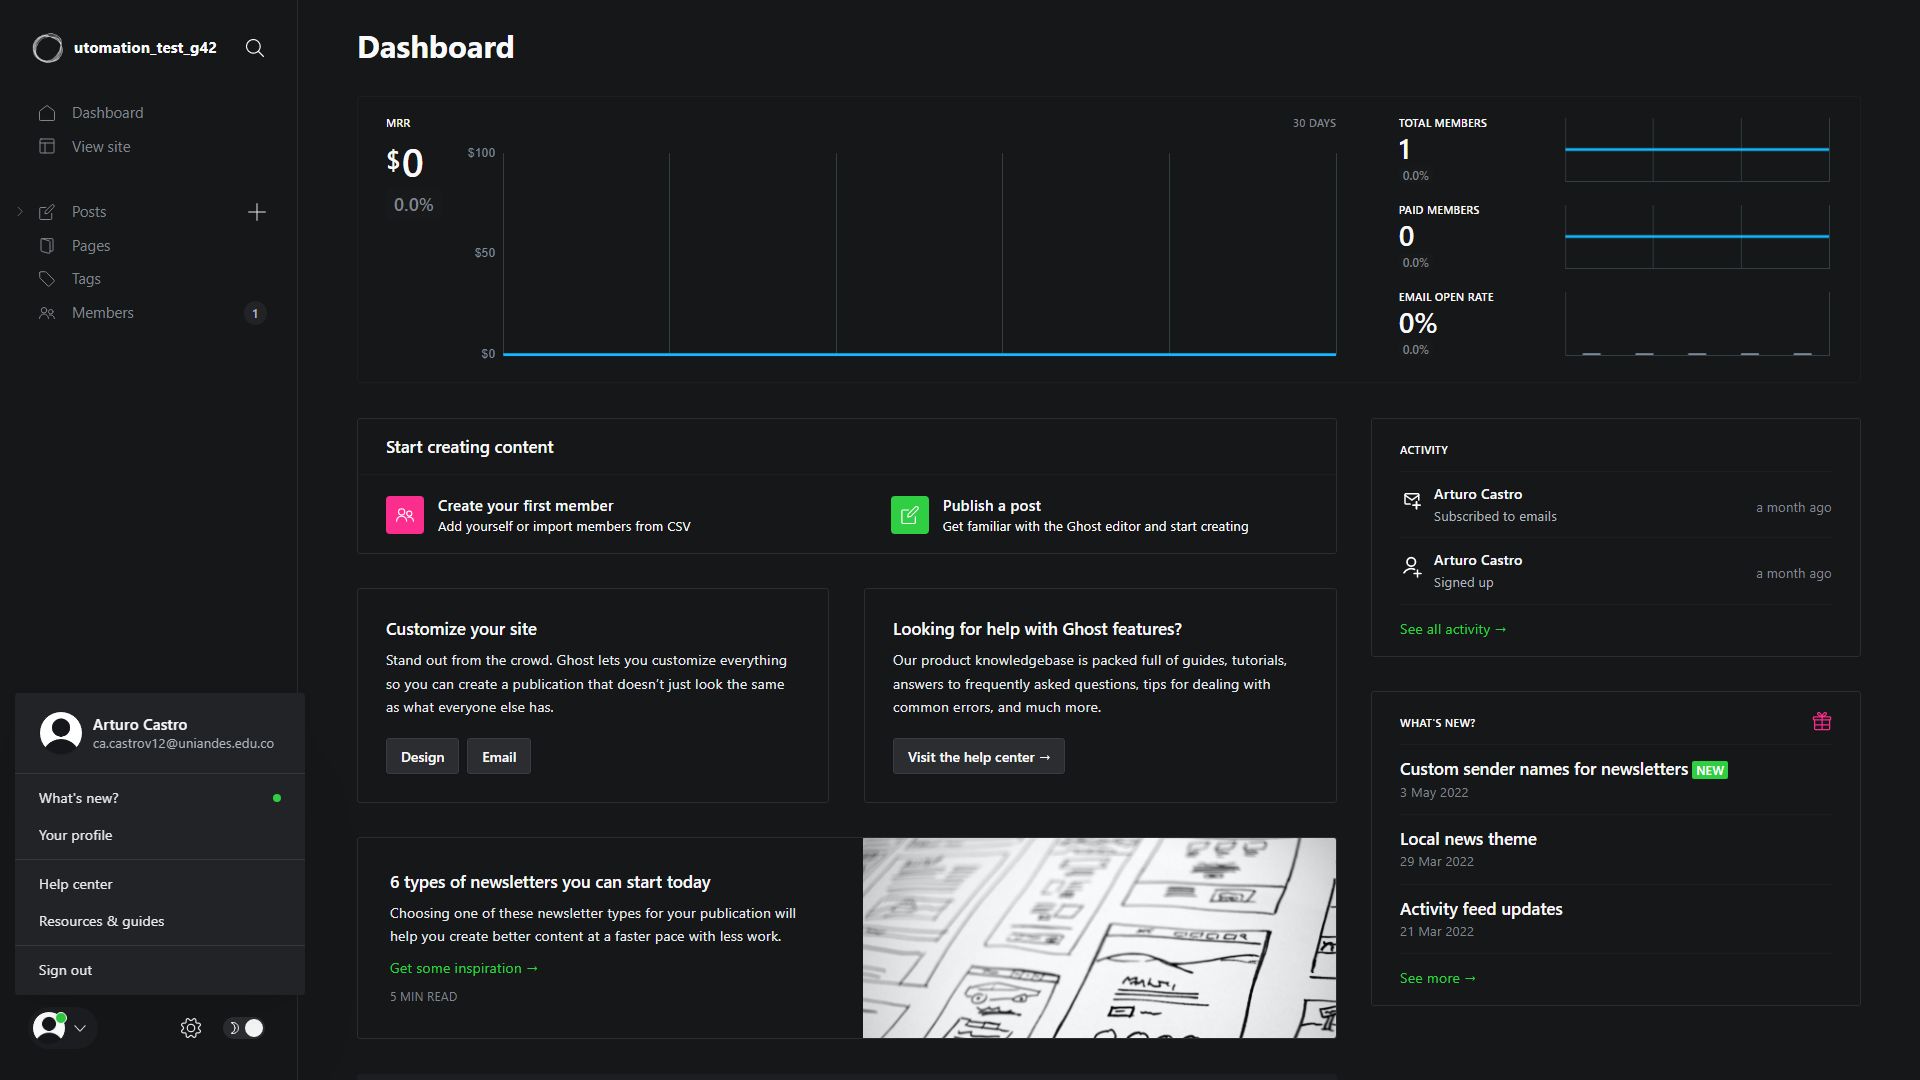 utomation_test_g42
Dashboard
View site
Posts
Pages
Tags
Members
1
Arturo Castro
ca.castrov12@uniandes.edu.co
What's new?
Your profile
Help center
Resources & guides
Sign out
Dashboard
MRR
30 DAYS
$0
0.0%
$100
$50
$0
TOTAL MEMBERS
1
0.0%
PAID MEMBERS
0
0.0%
EMAIL OPEN RATE
0%
0.0%
Start creating content
Create your first member
Add yourself or import members from CSV
Publish a post
Get familiar with the Ghost editor and start creating
Customize your site
Stand out from the crowd. Ghost lets you customize everything
so you can create a publication that doesn’t just look the same
as what everyone else has.
Design
Email
Looking for help with Ghost features?
Our product knowledgebase is packed full of guides, tutorials,
answers to frequently asked questions, tips for dealing with
common errors, and much more.
Visit the help center →
6 types of newsletters you can start today
Choosing one of these newsletter types for your publication will
help you create better content at a faster pace with less work.
Get some inspiration →
5 MIN READ
ACTIVITY
Arturo Castro
Subscribed to emails
a month ago
Arturo Castro
Signed up
a month ago
See all activity →
WHAT'S NEW?
Custom sender names for newsletters NEW
3 May 2022
Local news theme
29 Mar 2022
Activity feed updates
21 Mar 2022
See more →